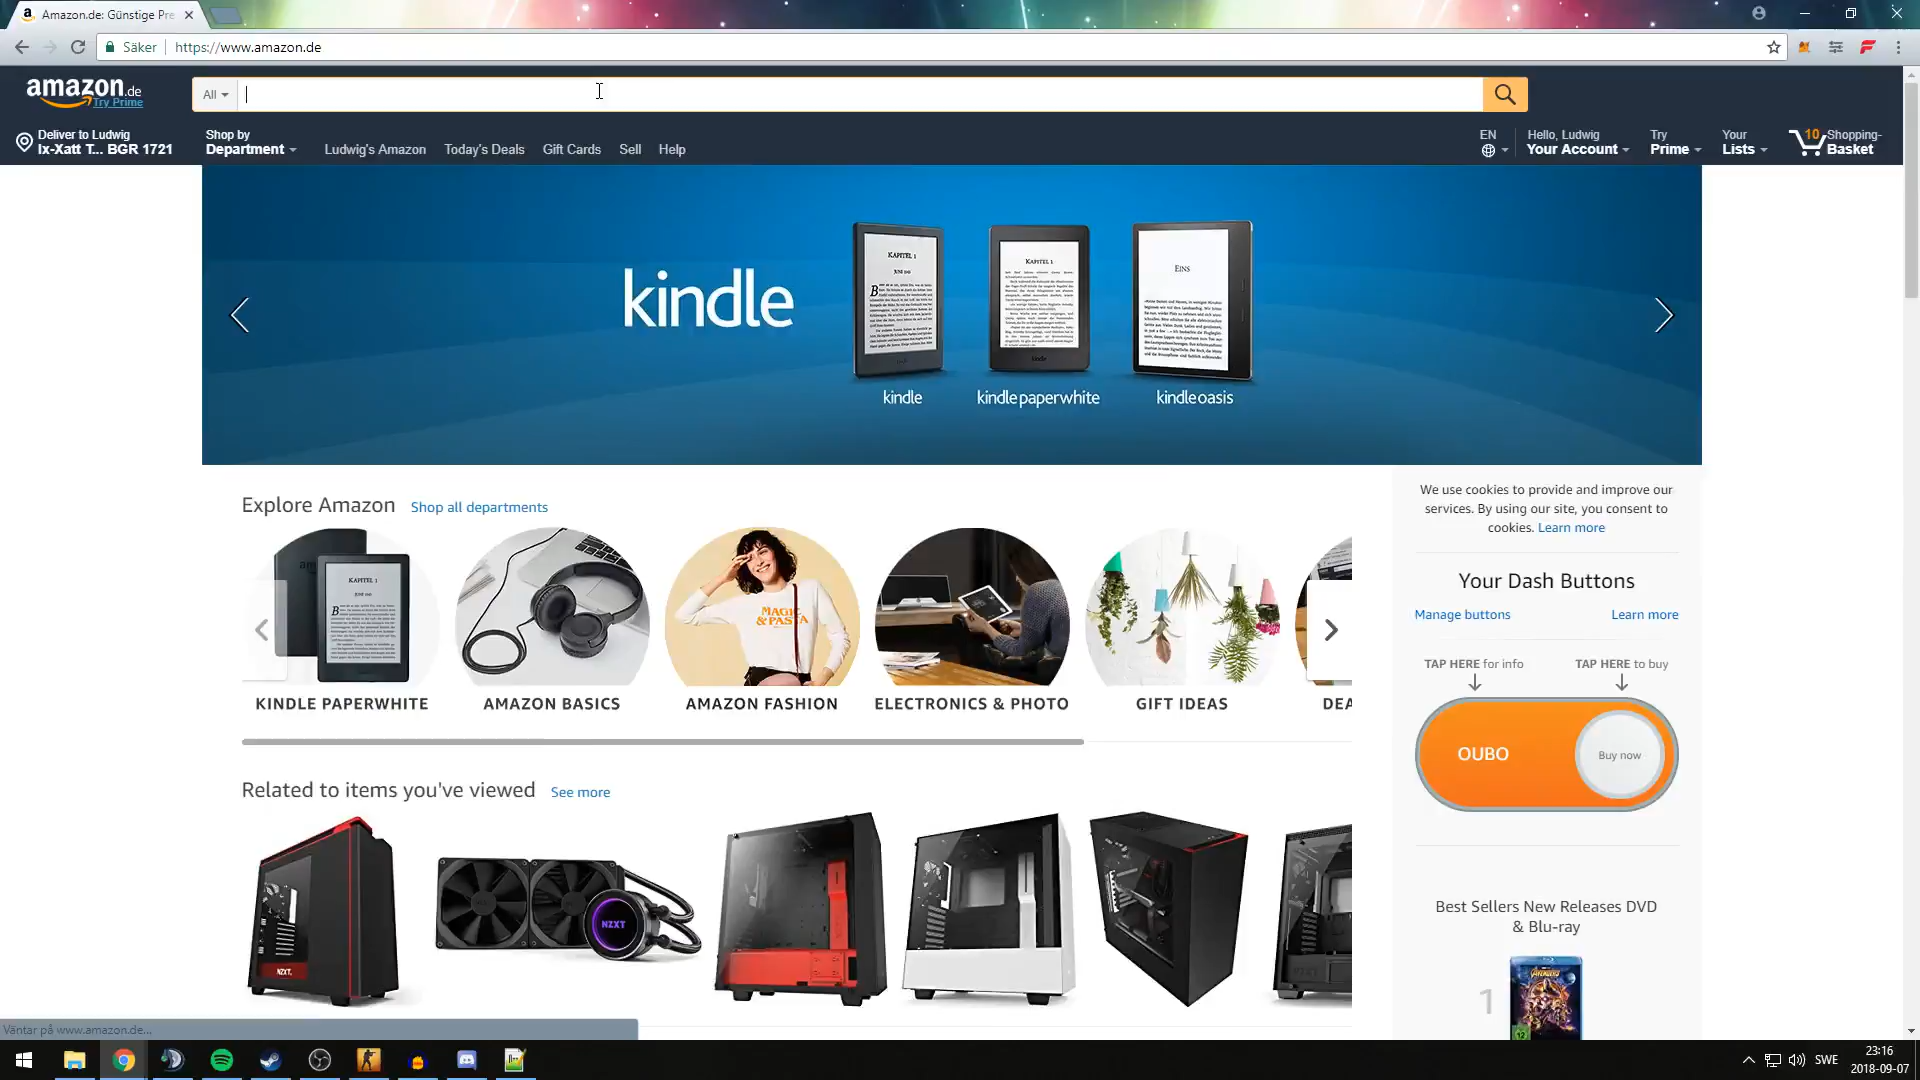 Amazon.de: Günstige Pre
Säker
https://www.amazon.de
amazon.de
Try Prime
All
Deliver to Ludwig
Ix-Xatt T... BGR 1721
Shop by
Department
Ludwig's Amazon
Today's Deals
Gift Cards
Sell
Help
EN
Hello, Ludwig
Your Account
Try
Prime
Your
Lists
10
Shopping-
Basket
kindle
KAPITEL 1
KAPITEL 1
EINS
kindle
kindle paperwhite
kindle oasis
Explore Amazon
Shop all departments
KAPITEL 1
MAGIC
& PASTA
KINDLE PAPERWHITE
AMAZON BASICS
AMAZON FASHION
ELECTRONICS & PHOTO
GIFT IDEAS
DEA
We use cookies to provide and improve our
services. By using our site, you consent to
cookies. Learn more
Your Dash Buttons
Manage buttons
Learn more
TAP HERE for info
TAP HERE to buy
OUBO
Buy now
Related to items you've viewed
See more
NZXT
NZXT
Best Sellers New Releases DVD
& Blu-ray
1
AVENGERS
12
Väntar på www.amazon.de...
SWE
23:16
2018-09-07